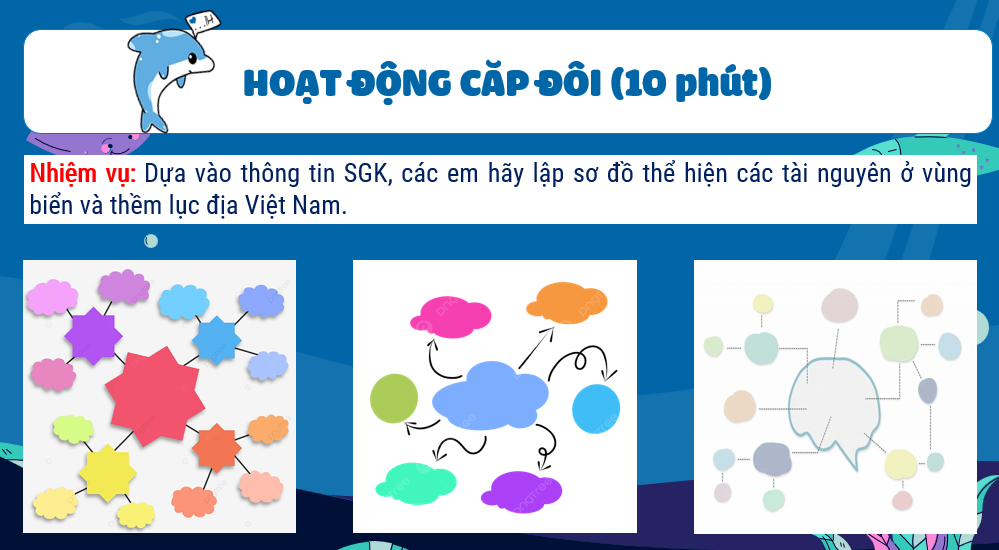 ...!H
HOẠT ĐỘNG CẶP ĐÔI (10 phút)
Nhiệm vụ: Dựa vào thông tin SGK, các em hãy lập sơ đồ thể hiện các tài nguyên ở vùng
biển và thềm lục địa Việt Nam.